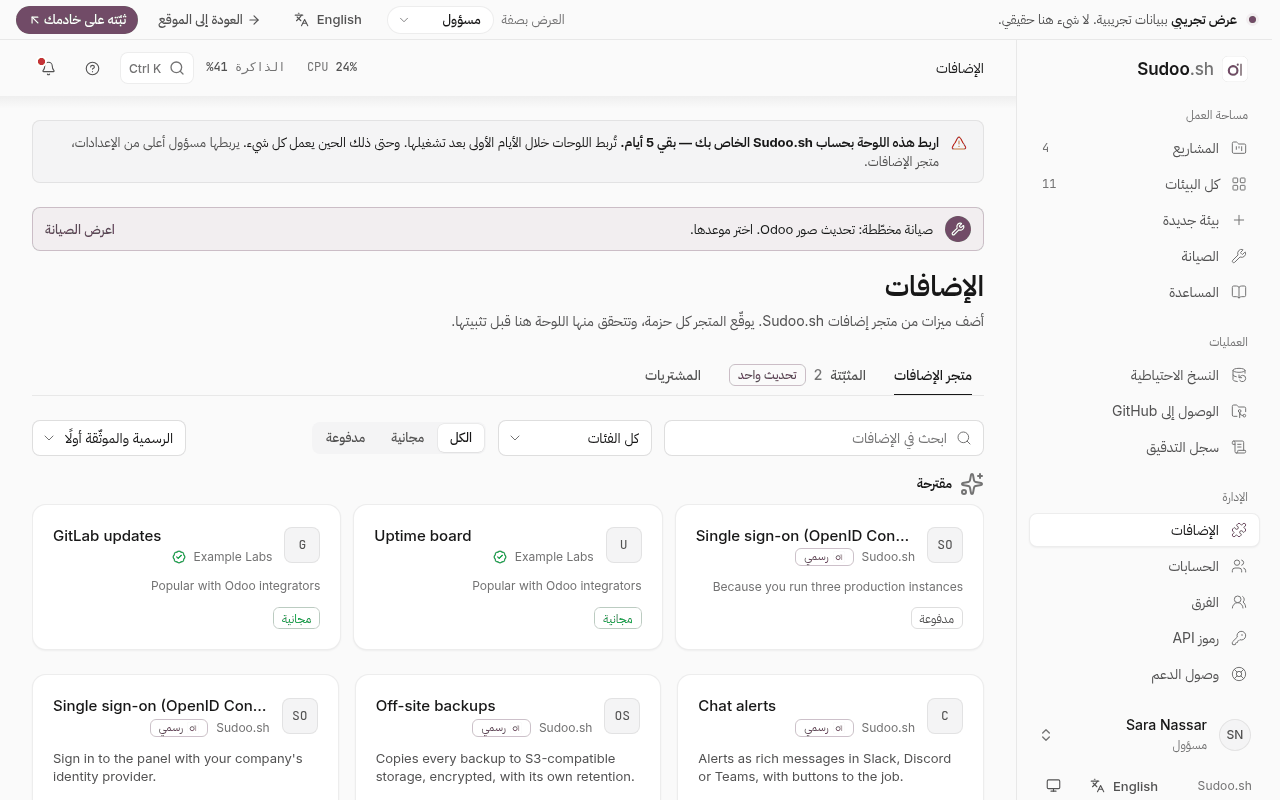 عرض تجريبي ببيانات تجريبية. لا شيء هنا حقيقي.
العرض بصفة
مسؤول
English
العودة إلى الموقع
ثبّته على خادمك
Sudoo.sh
مساحة العمل
المشاريع 4
كل البيئات 11
بيئة جديدة
الصيانة
المساعدة
العمليات
النسخ الاحتياطية
الوصول إلى GitHub
سجل التدقيق
الإدارة
الإضافات
الحسابات
الفرق
رموز API
وصول الدعم
Sara Nassar
SN
مسؤول
Sudoo.sh
English
الإضافات
CPU 24%
الذاكرة 41%
Ctrl K
اربط هذه اللوحة بحساب Sudoo.sh الخاص بك — بقي 5 أيام. تُربط اللوحات خلال الأيام الأولى بعد تشغيلها. وحتى ذلك الحين يعمل كل شيء. يربطها مسؤول أعلى من الإعدادات،
متجر الإضافات.
صيانة مخطّطة: تحديث صور Odoo. اختر موعدها.
اعرض الصيانة
الإضافات
أضف ميزات من متجر إضافات Sudoo.sh. يوقّع المتجر كل حزمة، وتتحقق منها اللوحة هنا قبل تثبيتها.
متجر الإضافات
المثبّتة 2 تحديث واحد
المشتريات
ابحث في الإضافات
كل الفئات
الكل
مجانية
مدفوعة
الرسمية والموثّقة أولًا
مقترحة
SO
Single sign-on (OpenID Con...
Sudoo.sh رسمي
Because you run three production instances
مدفوعة
U
Uptime board
Example Labs
Popular with Odoo integrators
مجانية
G
GitLab updates
Example Labs
Popular with Odoo integrators
مجانية
C
Chat alerts
Sudoo.sh رسمي
Alerts as rich messages in Slack, Discord
or Teams, with buttons to the job.
OS
Off-site backups
Sudoo.sh رسمي
Copies every backup to S3-compatible
storage, encrypted, with its own retention.
SO
Single sign-on (OpenID Con...
Sudoo.sh رسمي
Sign in to the panel with your company's
identity provider.